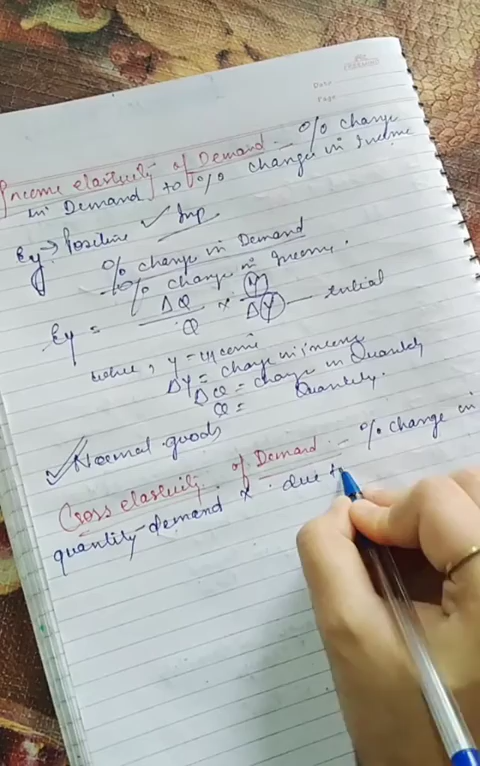 Date
Page
Income elasticity of Demand - % change
in Demand to % change in Income
Ey → Positive ✓ Imp
% change in Demand
% change in Income.
Ey = ΔQ/Q × Y/ΔY
where, y = income
Δy = change in income
ΔQ = change in Quantity
Q = Quantity.
✓ Normal goods
Cross elasticity of Demand - % change in
quantity demand x. due t